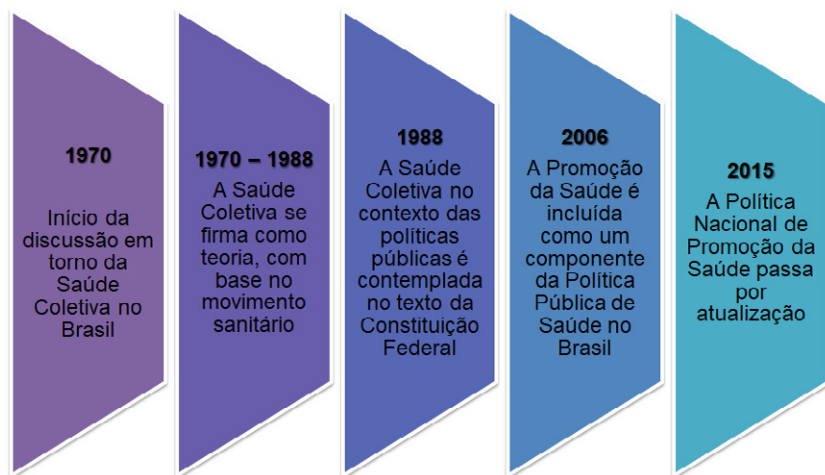 1970
Início da
discussão em
torno da
Saúde
Coletiva no
Brasil
1970 – 1988
A Saúde
Coletiva se
firma como
teoria, com
base no
movimento
sanitário
1988
A Saúde
Coletiva no
contexto das
políticas
públicas é
contemplada
no texto da
Constituição
Federal
2006
A Promoção
da Saúde é
incluída
como um
componente
da Política
Pública de
Saúde no
Brasil
2015
A Política
Nacional de
Promoção da
Saúde passa
por
atualização